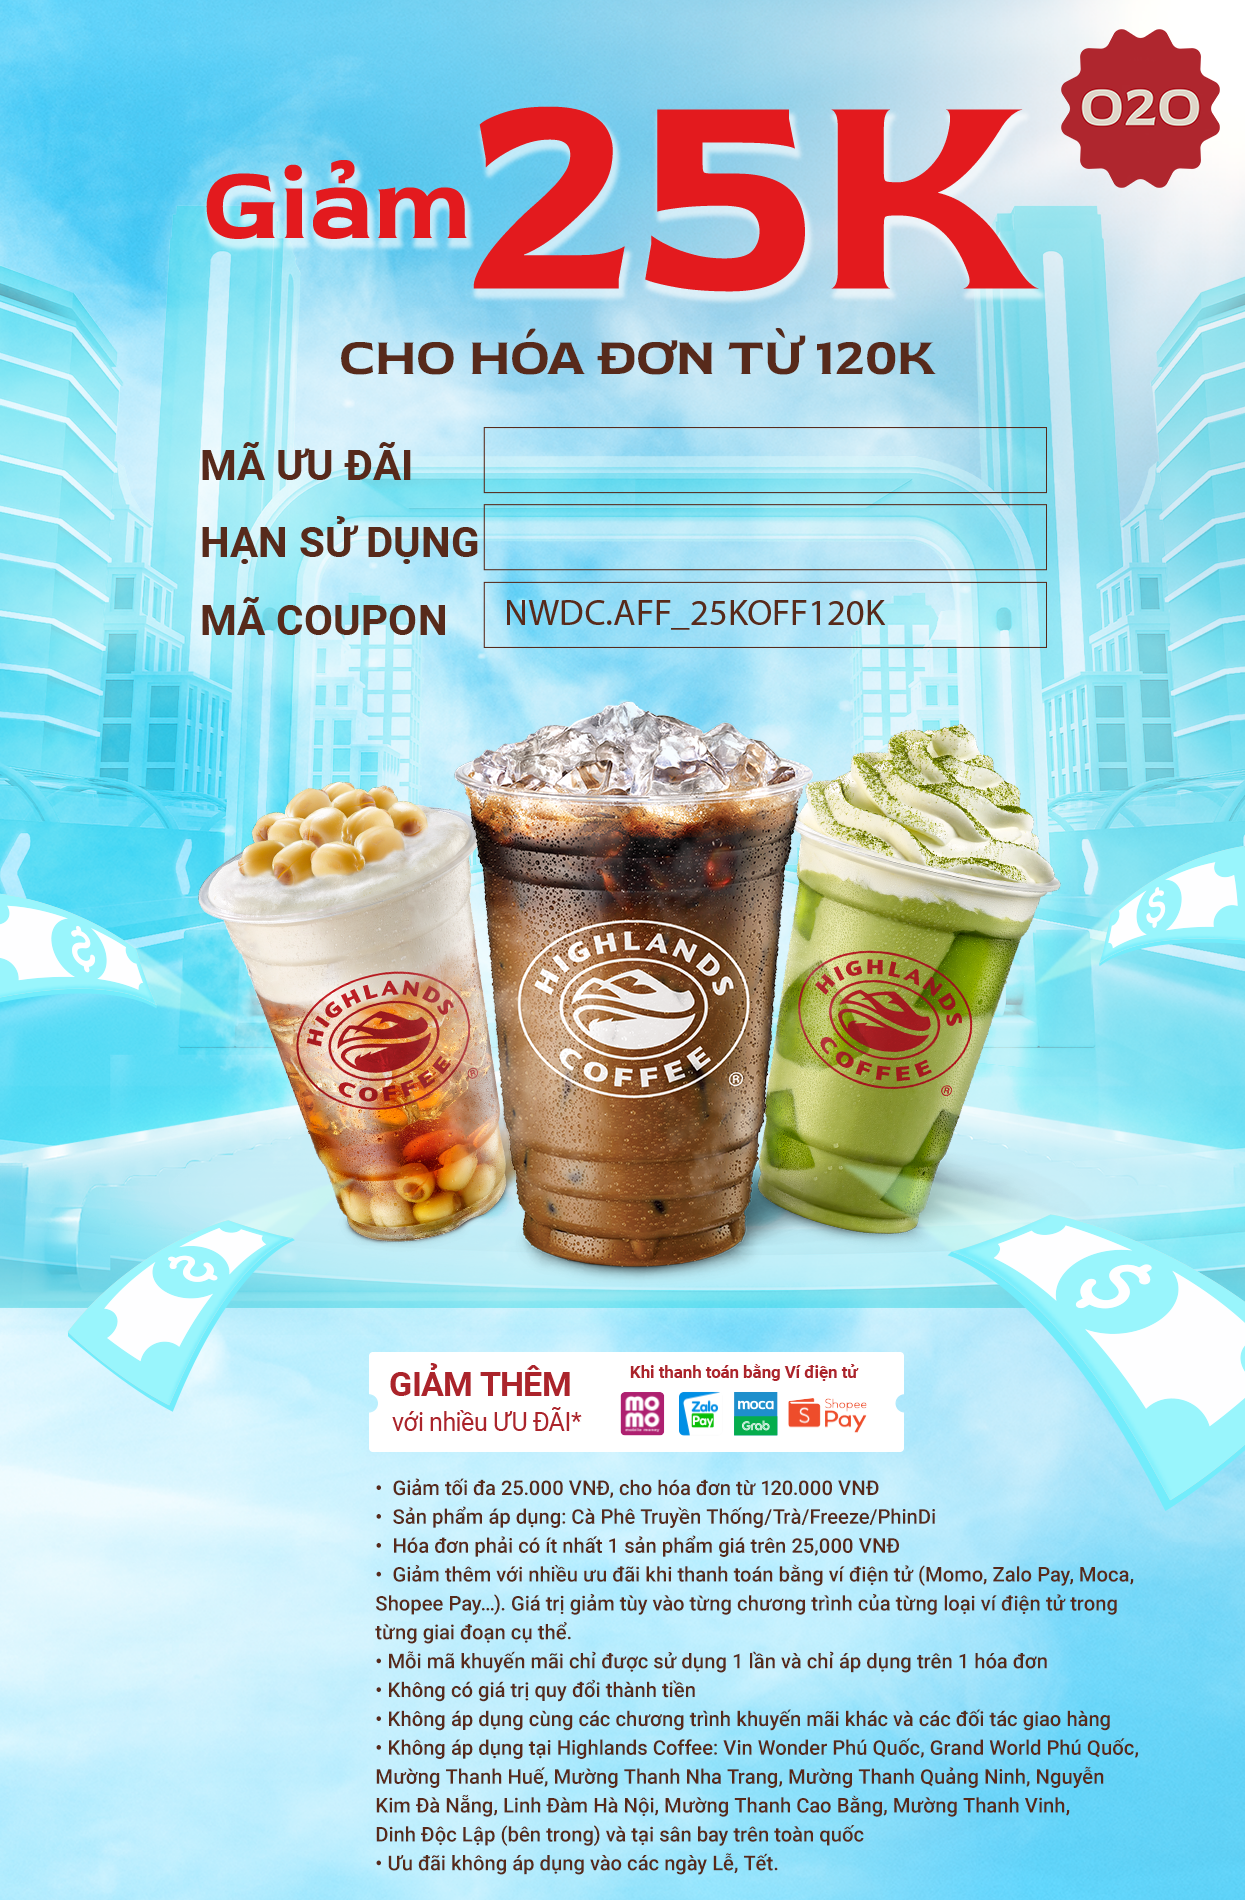 O2O
Giảm 25K
CHO HÓA ĐƠN TỪ 120K
MÃ ƯU ĐÃI
HẠN SỬ DỤNG
MÃ COUPON NWDC.AFF_25KOFF120K
HIGHLANDS COFFEE ®
HIGHLANDS COFFEE ®
HIGHLANDS COFFEE ®
GIẢM THÊM
với nhiều ƯU ĐÃI*
Khi thanh toán bằng Ví điện tử
mo mo mobile money
Zalo Pay
moca Grab
S Shopee Pay
• Giảm tối đa 25.000 VNĐ, cho hóa đơn từ 120.000 VNĐ
• Sản phẩm áp dụng: Cà Phê Truyền Thống/Trà/Freeze/PhinDi
• Hóa đơn phải có ít nhất 1 sản phẩm giá trên 25,000 VNĐ
• Giảm thêm với nhiều ưu đãi khi thanh toán bằng ví điện tử (Momo, Zalo Pay, Moca,
Shopee Pay...). Giá trị giảm tùy vào từng chương trình của từng loại ví điện tử trong
từng giai đoạn cụ thể.
• Mỗi mã khuyến mãi chỉ được sử dụng 1 lần và chỉ áp dụng trên 1 hóa đơn
• Không có giá trị quy đổi thành tiền
• Không áp dụng cùng các chương trình khuyến mãi khác và các đối tác giao hàng
• Không áp dụng tại Highlands Coffee: Vin Wonder Phú Quốc, Grand World Phú Quốc,
Mường Thanh Huế, Mường Thanh Nha Trang, Mường Thanh Quảng Ninh, Nguyễn
Kim Đà Nẵng, Linh Đàm Hà Nội, Mường Thanh Cao Bằng, Mường Thanh Vinh,
Dinh Độc Lập (bên trong) và tại sân bay trên toàn quốc
• Ưu đãi không áp dụng vào các ngày Lễ, Tết.